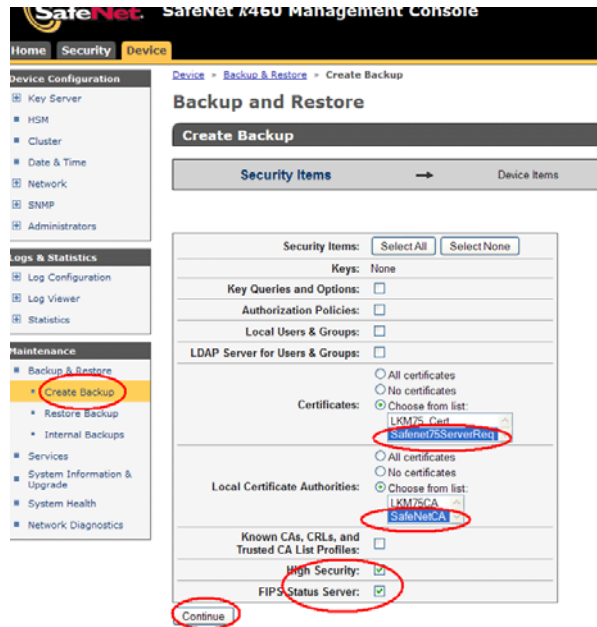 SafeNet. SafeNet k460 Management Console
Home Security Device
Device Configuration
Key Server
HSM
Cluster
Date & Time
Network
SNMP
Administrators
Logs & Statistics
Log Configuration
Log Viewer
Statistics
Maintenance
Backup & Restore
Create Backup
Restore Backup
Internal Backups
Services
System Information &
Upgrade
System Health
Network Diagnostics
Device » Backup & Restore » Create Backup
Backup and Restore
Create Backup
Security Items → Device Items
Security Items: Select All Select None
Keys: None
Key Queries and Options:
Authorization Policies:
Local Users & Groups:
LDAP Server for Users & Groups:
Certificates:
All certificates
No certificates
Choose from list:
LKM75_Cert
Safenet75ServerReq
Local Certificate Authorities:
All certificates
No certificates
Choose from list:
LKM75CA
SafeNetCA
Known CAs, CRLs, and
Trusted CA List Profiles:
High Security:
FIPS Status Server:
Continue